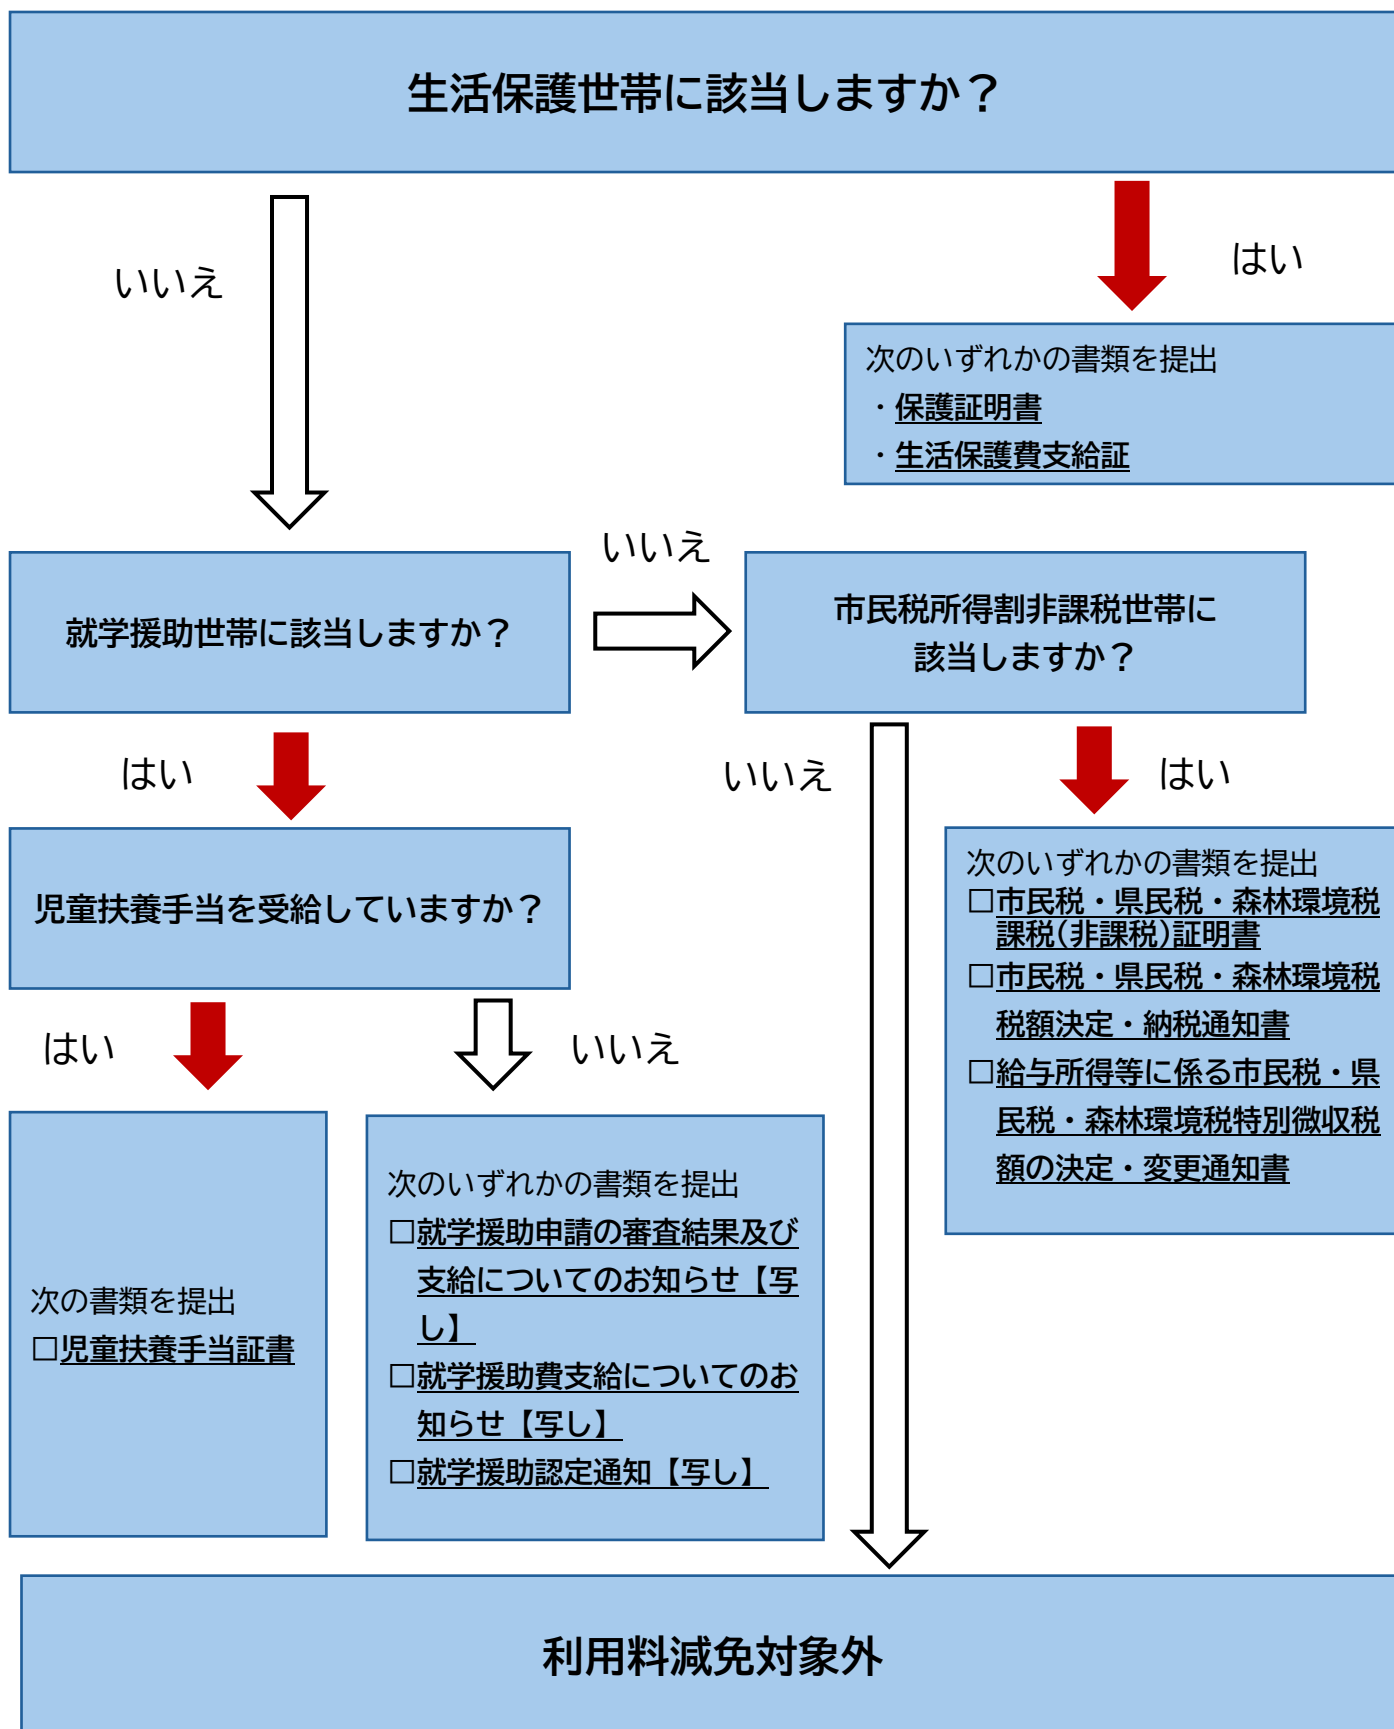 生活保護世帯に該当しますか？
いいえ
はい
次のいずれかの書類を提出
・保護証明書
・生活保護費支給証
就学援助世帯に該当しますか？
いいえ
市民税所得割非課税世帯に
該当しますか？
はい
いいえ
はい
児童扶養手当を受給していますか？
次のいずれかの書類を提出
□市民税・県民税・森林環境税
課税(非課税)証明書
□市民税・県民税・森林環境税
税額決定・納税通知書
□給与所得等に係る市民税・県
民税・森林環境税特別徴収税
額の決定・変更通知書
はい
いいえ
次の書類を提出
□児童扶養手当証書
次のいずれかの書類を提出
□就学援助申請の審査結果及び
支給についてのお知らせ【写
し】
□就学援助費支給についてのお
知らせ【写し】
□就学援助認定通知【写し】
利用料減免対象外